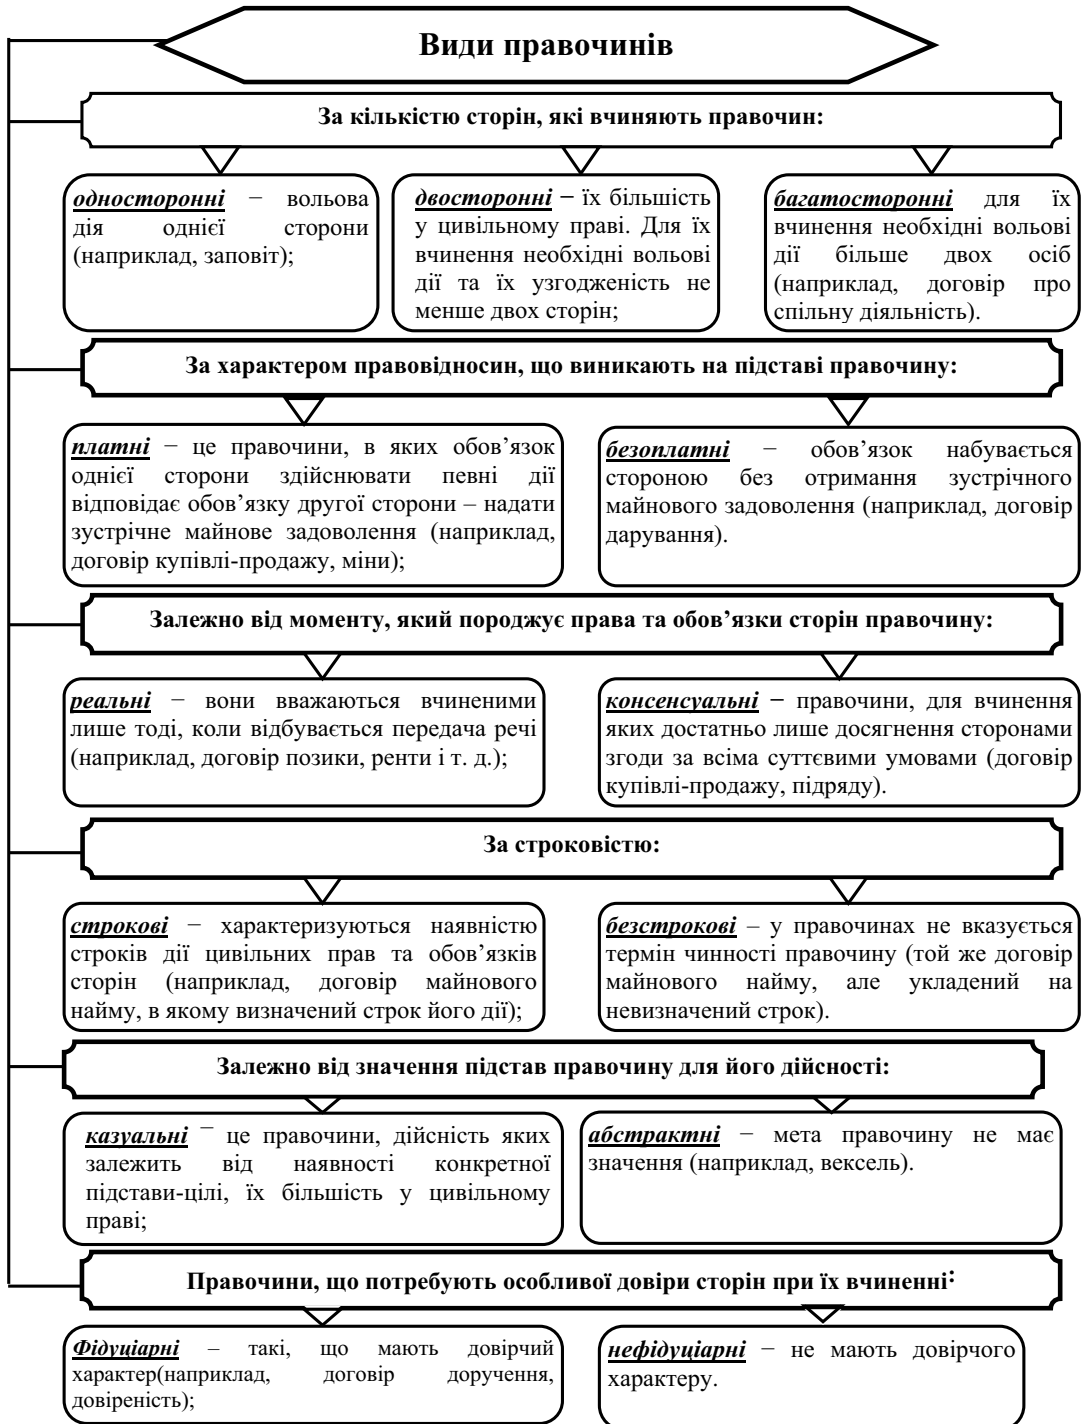 Види правочинів
За кількістю сторін, які вчиняють правочин:
односторонні − вольова
дія однієї сторони
(наприклад, заповіт);
двосторонні − їх більшість
у цивільному праві. Для їх
вчинення необхідні вольові
дії та їх узгодженість не
менше двох сторін;
багатосторонні для їх
вчинення необхідні вольові
дії більше двох осіб
(наприклад, договір про
спільну діяльність).
За характером правовідносин, що виникають на підставі правочину:
платні − це правочини, в яких обов’язок
однієї сторони здійснювати певні дії
відповідає обов’язку другої сторони – надати
зустрічне майнове задоволення (наприклад,
договір купівлі-продажу, міни);
безоплатні − обов’язок набувається
стороною без отримання зустрічного
майнового задоволення (наприклад, договір
дарування).
Залежно від моменту, який породжує права та обов’язки сторін правочину:
реальні − вони вважаються вчиненими
лише тоді, коли відбувається передача речі
(наприклад, договір позики, ренти і т. д.);
консенсуальні − правочини, для вчинення
яких достатньо лише досягнення сторонами
згоди за всіма суттєвими умовами (договір
купівлі-продажу, підряду).
За строковістю:
строкові − характеризуються наявністю
строків дії цивільних прав та обов’язків
сторін (наприклад, договір майнового
найму, в якому визначений строк його дії);
безстрокові – у правочинах не вказується
термін чинності правочину (той же договір
майнового найму, але укладений на
невизначений строк).
Залежно від значення підстав правочину для його дійсності:
казуальні − це правочини, дійсність яких
залежить від наявності конкретної
підстави-цілі, їх більшість у цивільному
праві;
абстрактні − мета правочину не має
значення (наприклад, вексель).
Правочини, що потребують особливої довіри сторін при їх вчиненні:
Фідуціарні – такі, що мають довірчий
характер(наприклад, договір доручення,
довіреність);
нефідуціарні − не мають довірчого
характеру.